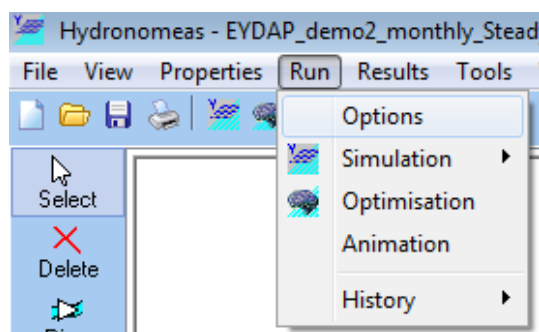 Hydronomeas - EYDAP_demo2_monthly_Stead
File View Properties Run Results Tools
Options
Simulation
Optimisation
Animation
History
Select
Delete